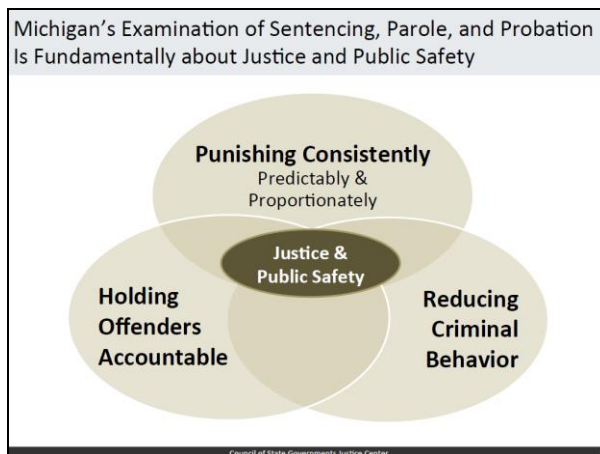 Michigan's Examination of Sentencing, Parole, and Probation
Is Fundamentally about Justice and Public Safety
Punishing Consistently
Predictably &
Proportionately
Justice &
Public Safety
Holding
Offenders
Accountable
Reducing
Criminal
Behavior
Council of State Governments Justice Center